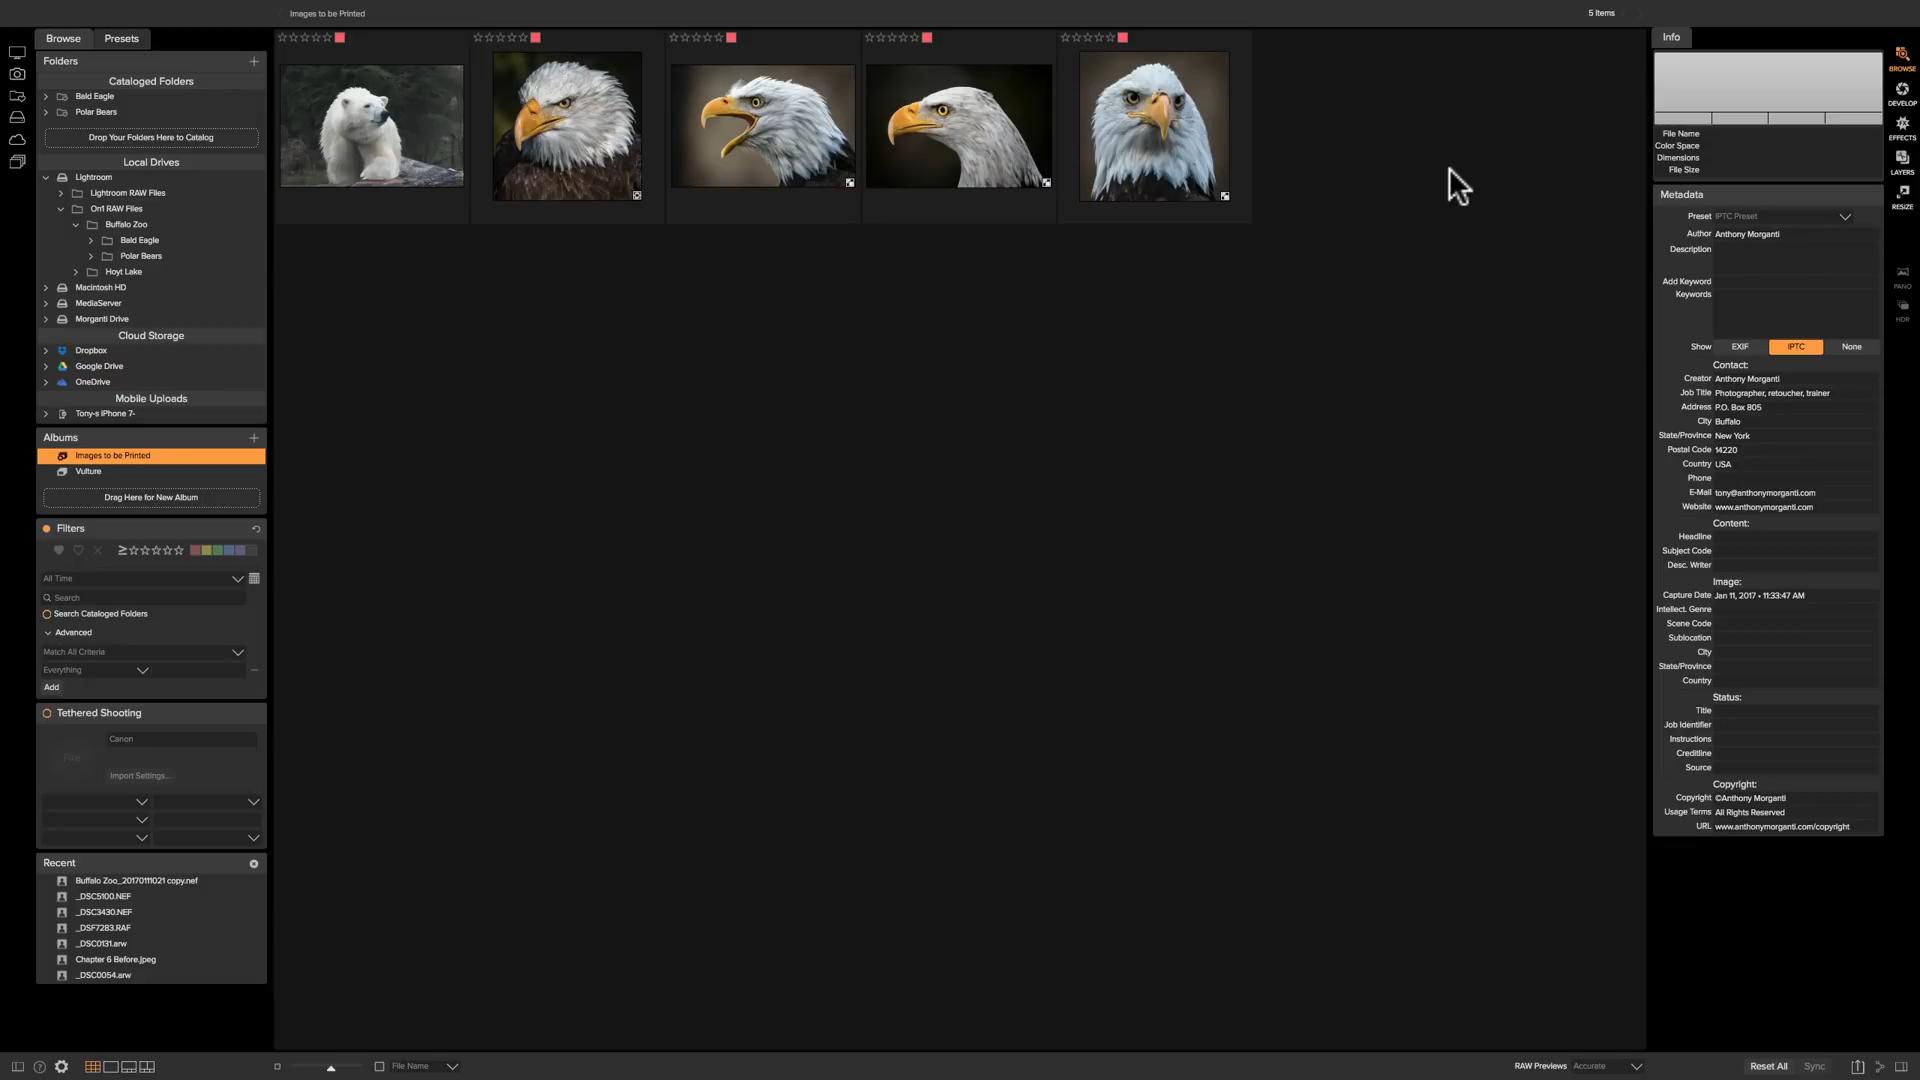 Images to be Printed
5 Items
Browse
Presets
Folders
Cataloged Folders
Bald Eagle
Polar Bears
Drop Your Folders Here to Catalog
Local Drives
Lightroom
Lightroom RAW Files
On1 RAW Files
Buffalo Zoo
Bald Eagle
Polar Bears
Hoyt Lake
Macintosh HD
MediaServer
Morganti Drive
Cloud Storage
Dropbox
Google Drive
OneDrive
Mobile Uploads
Tony-s iPhone 7-
Albums
Images to be Printed
Vulture
Drag Here for New Album
Filters
All Time
Search
Search Cataloged Folders
Advanced
Match All Criteria
Everything
Add
Tethered Shooting
Fire
Canon
Import Settings...
Recent
Buffalo Zoo_20170111021 copy.nef
_DSC5100.NEF
_DSC3430.NEF
_DSF7283.RAF
_DSC0131.arw
Chapter 6 Before.jpeg
_DSC0054.arw
File Name
RAW Previews Accurate
Reset All
Sync
Info
File Name
Color Space
Dimensions
File Size
Metadata
Preset IPTC Preset
Author Anthony Morganti
Description
Add Keyword
Keywords
Show EXIF IPTC None
Contact:
Creator Anthony Morganti
Job Title Photographer, retoucher, trainer
Address P.O. Box 805
City Buffalo
State/Province New York
Postal Code 14220
Country USA
Phone
E-Mail tony@anthonymorganti.com
Website www.anthonymorganti.com
Content:
Headline
Subject Code
Desc. Writer
Image:
Capture Date Jan 11, 2017 • 11:33:47 AM
Intellect. Genre
Scene Code
Sublocation
City
State/Province
Country
Status:
Title
Job Identifier
Instructions
Creditline
Source
Copyright:
Copyright ©Anthony Morganti
Usage Terms All Rights Reserved
URL www.anthonymorganti.com/copyright
BROWSE
DEVELOP
EFFECTS
LAYERS
RESIZE
PANO
HDR